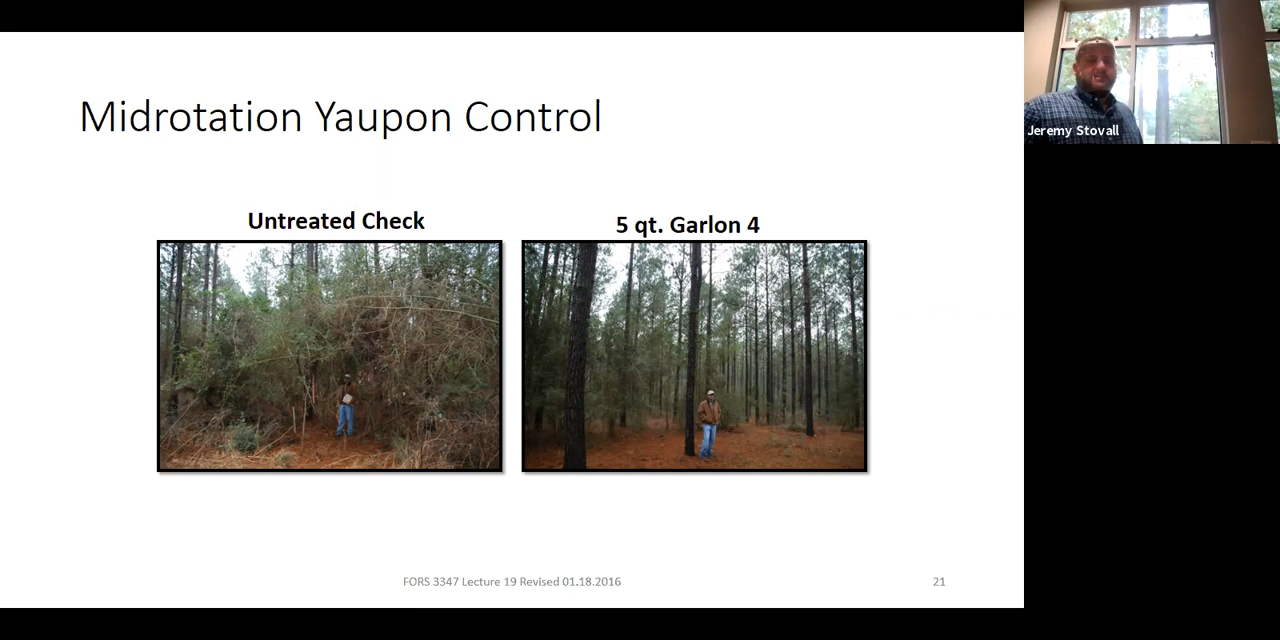 Midrotation Yaupon Control
Untreated Check
5 qt. Garlon 4
FORS 3347 Lecture 19 Revised 01.18.2016
21
Jeremy Stovall